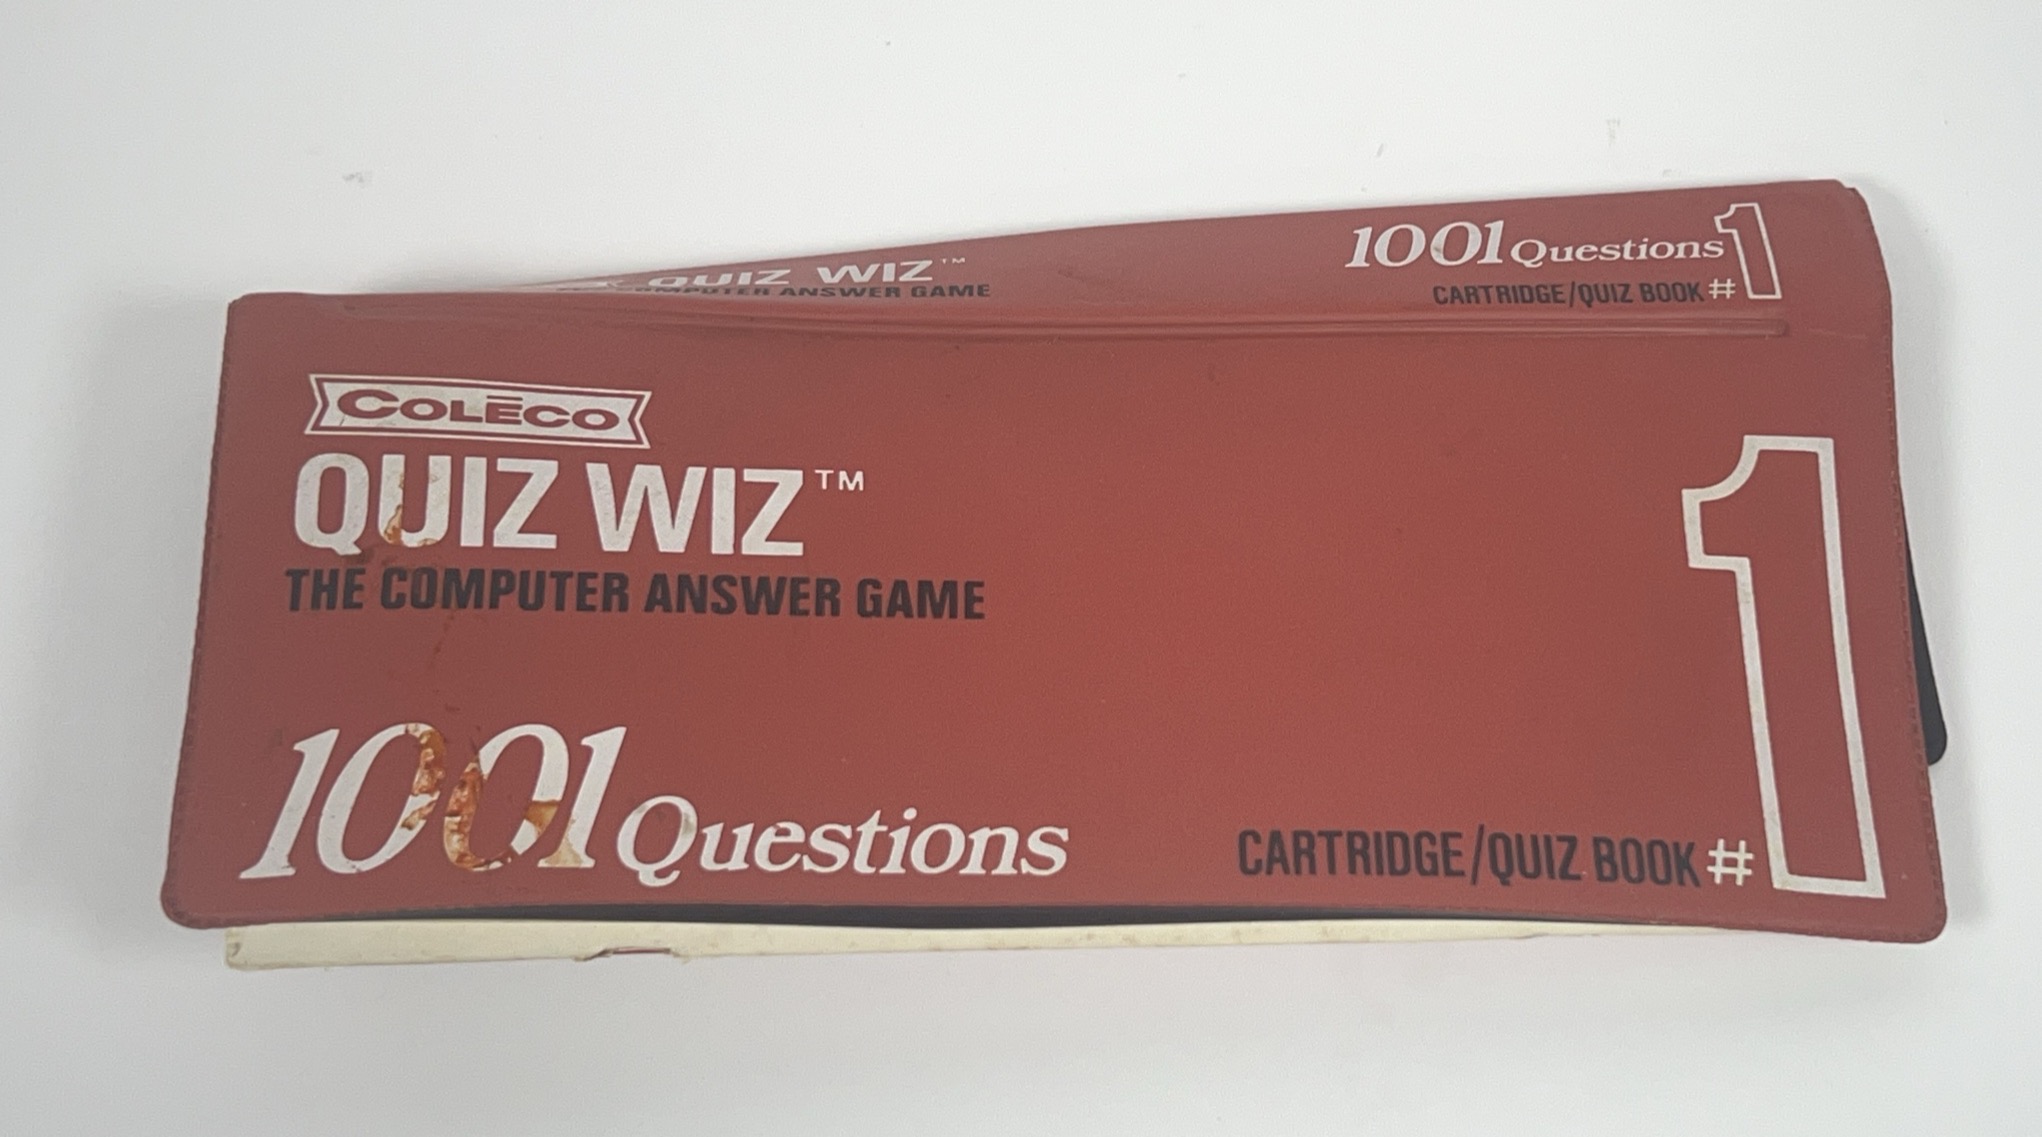 QUIZ WIZ™
COMPUTER ANSWER GAME
1001 Questions
CARTRIDGE/QUIZ BOOK # 1
COLĒCO
QUIZ WIZ™
THE COMPUTER ANSWER GAME
1001 Questions
CARTRIDGE/QUIZ BOOK # 1